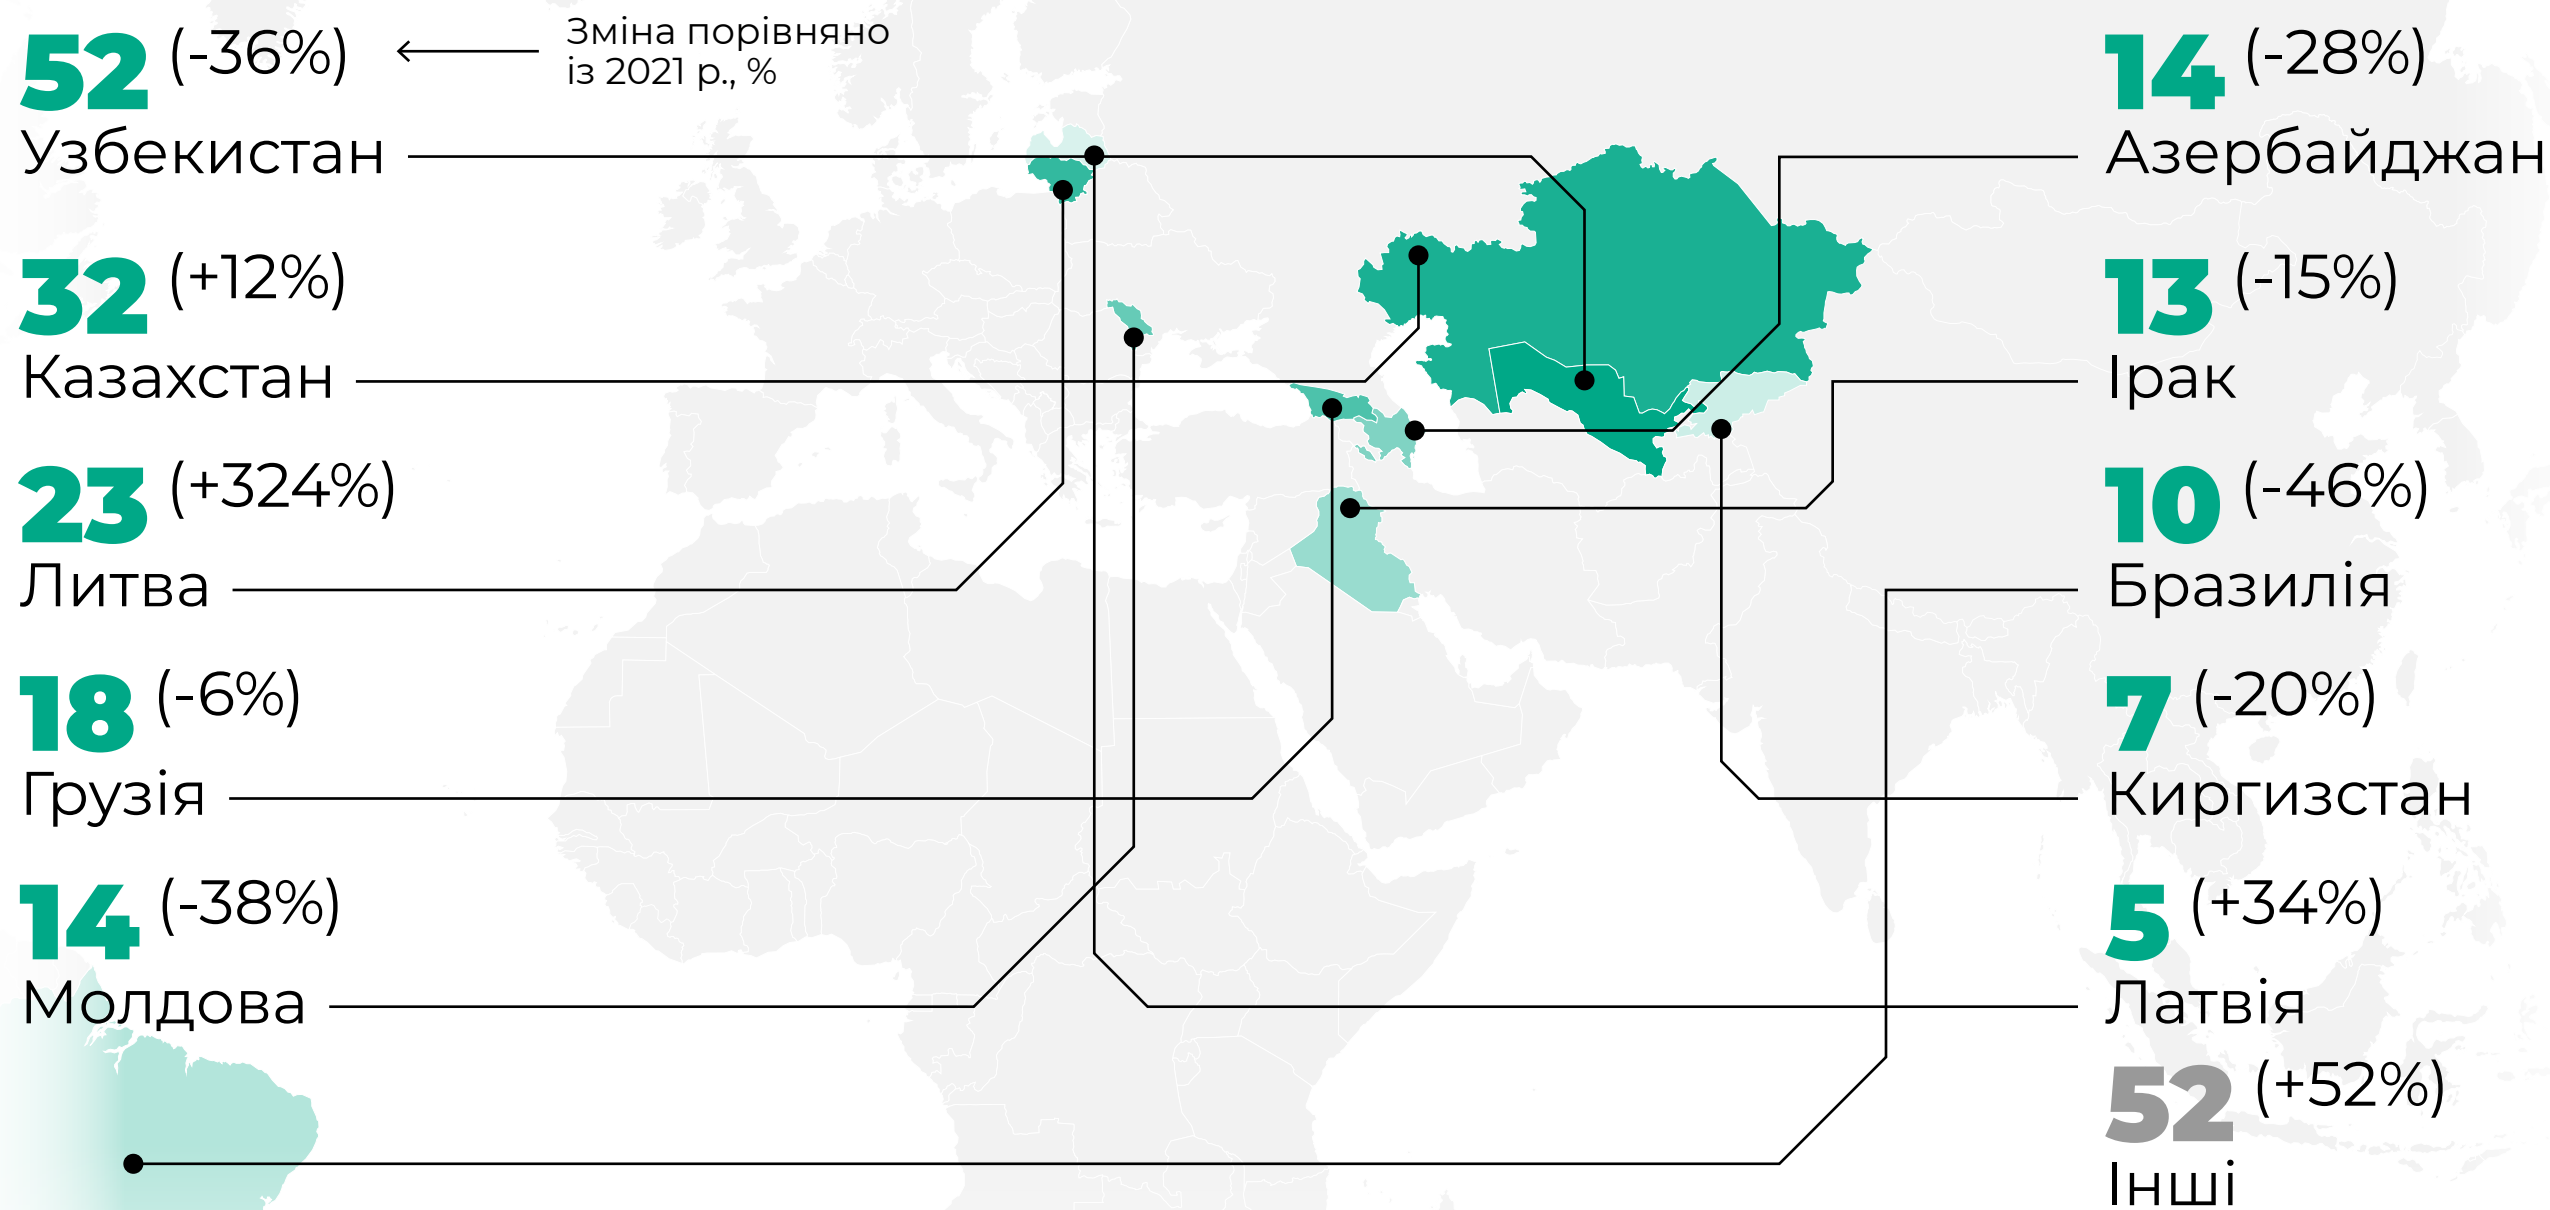 52 (-36%)
Узбекистан
Зміна порівняно
із 2021 р., %
32 (+12%)
Казахстан
23 (+324%)
Литва
18 (-6%)
Грузія
14 (-38%)
Молдова
14 (-28%)
Азербайджан
13 (-15%)
Ірак
10 (-46%)
Бразилія
7 (-20%)
Киргизстан
5 (+34%)
Латвія
52 (+52%)
Інші